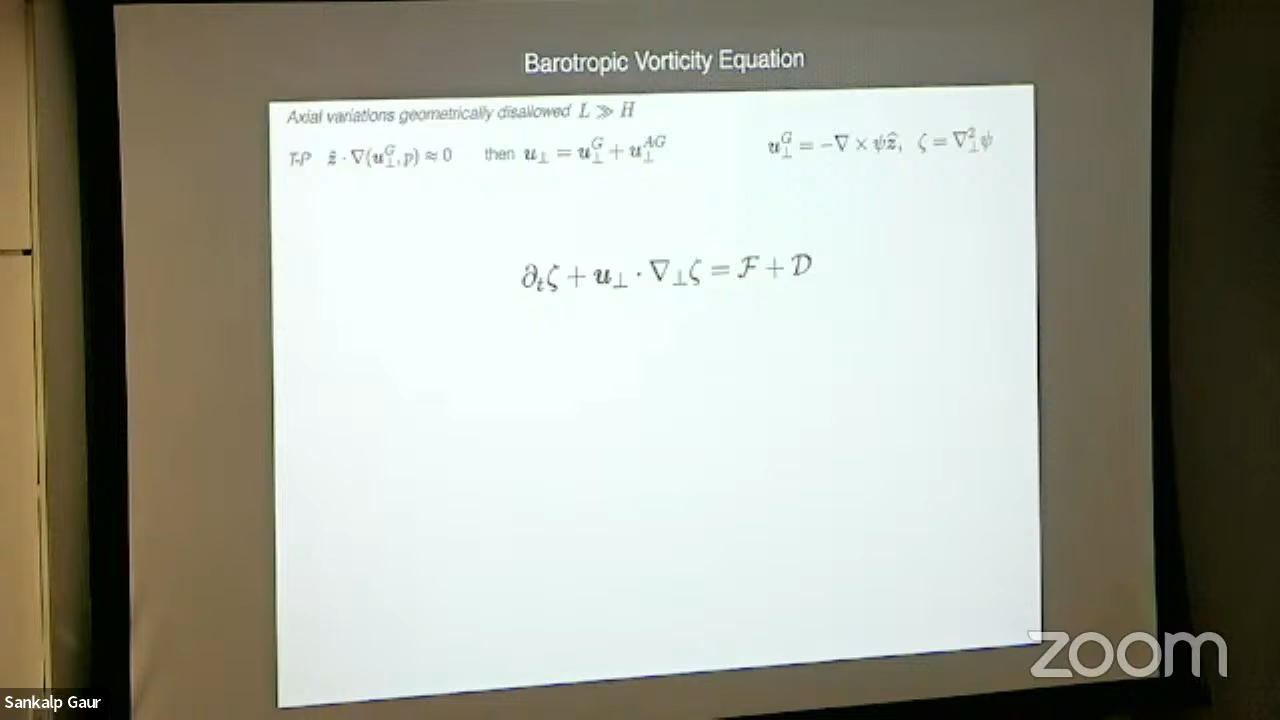 Barotropic Vorticity Equation
Axial variations geometrically disallowed L ≫ H
T-P ẑ · ∇(u⊥ᴳ, p) ≈ 0 then u⊥ = u⊥ᴳ + u⊥ᴬᴳ u⊥ᴳ = −∇ × ψẑ, ζ = ∇⊥²ψ
∂ₜζ + u⊥ · ∇⊥ζ = ℱ + 𝒟
zoom
Sankalp Gaur